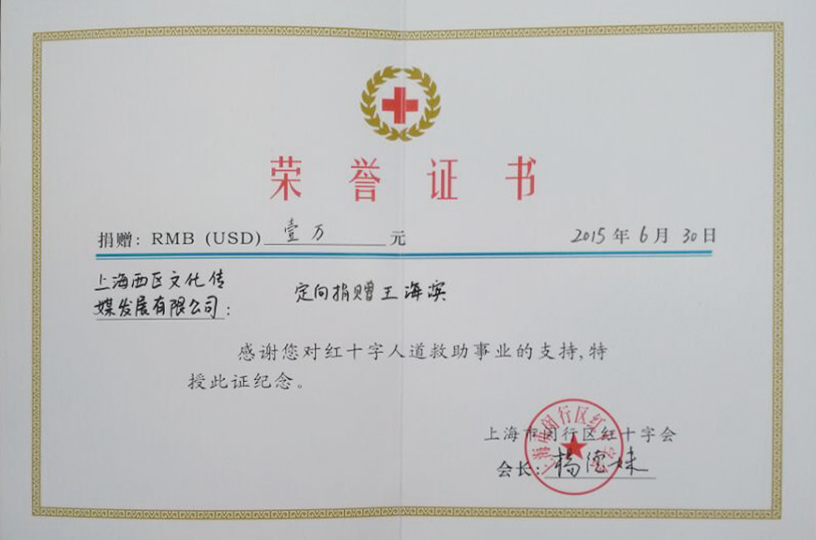 荣誉证书
捐赠: RMB (USD) 壹万 元 2015年6月30日
上海西区文化传
媒发展有限公司: 定向捐赠王海滨
感谢您对红十字人道救助事业的支持,特
授此证纪念。
上海市闵行区红十字会
会长: 杨德妹